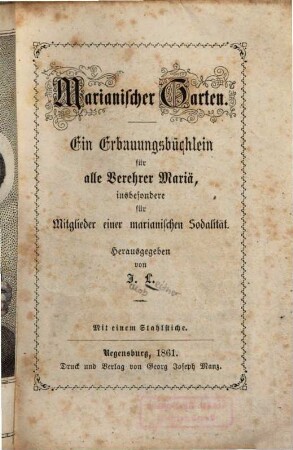 Marianischer Garten.
Ein Erbauungsbüchlein
für
alle Verehrer Mariä,
insbesondere
für
Mitglieder einer marianischen Sodalität.
Herausgegeben
von
J. L.
Mit einem Stahlstiche.
Regensburg, 1861.
Druck und Verlag von Georg Joseph Manz.